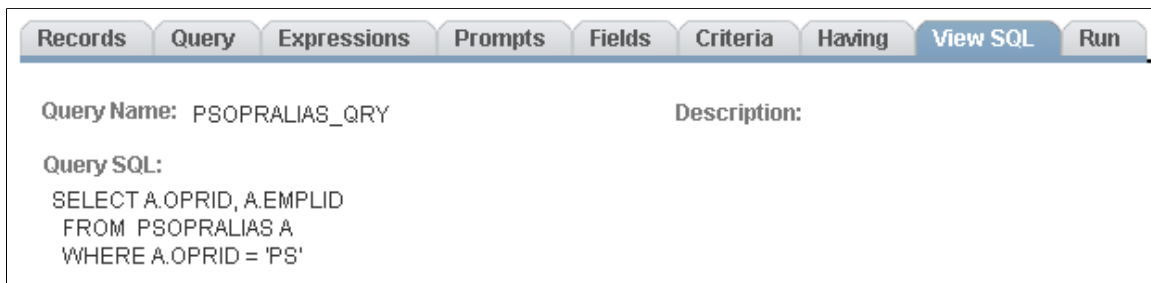 Records Query Expressions Prompts Fields Criteria Having View SQL Run
Query Name: PSOPRALIAS_QRY Description:
Query SQL:
SELECT A.OPRID, A.EMPLID
FROM PSOPRALIAS A
WHERE A.OPRID = 'PS'